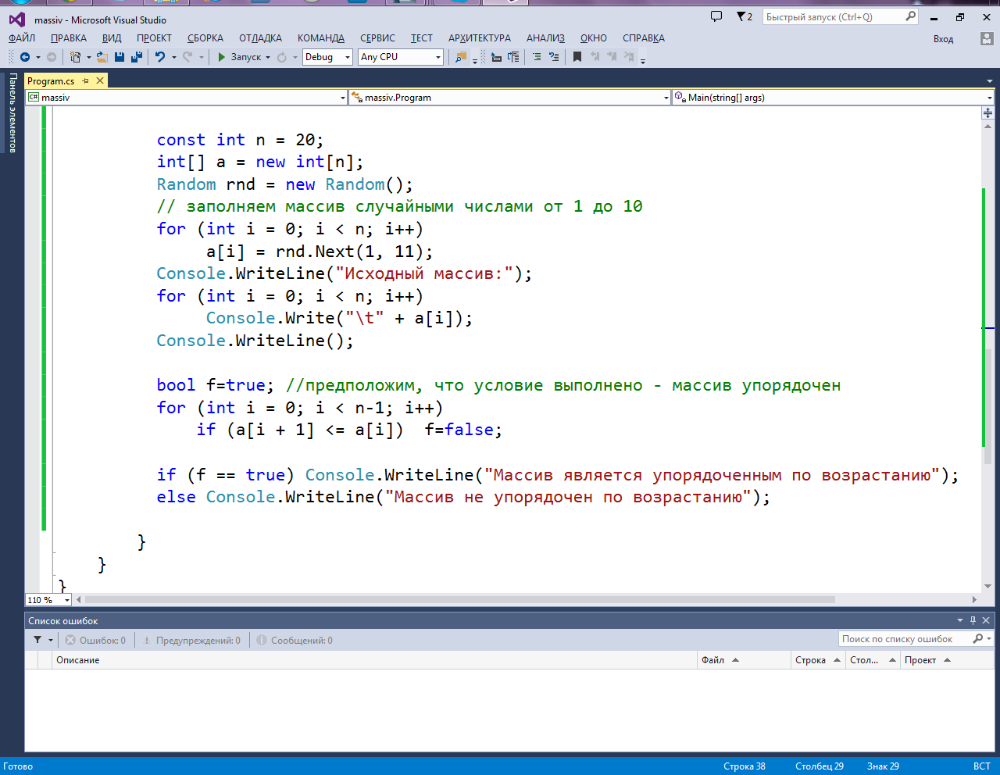 massiv - Microsoft Visual Studio
2
Быстрый запуск (Ctrl+Q)
ФАЙЛ ПРАВКА ВИД ПРОЕКТ СБОРКА ОТЛАДКА КОМАНДА СЕРВИС ТЕСТ АРХИТЕКТУРА АНАЛИЗ ОКНО СПРАВКА Вход
Запуск Debug Any CPU
Панель элементов
Program.cs
C# massiv massiv.Program Main(string[] args)
const int n = 20;
int[] a = new int[n];
Random rnd = new Random();
// заполняем массив случайными числами от 1 до 10
for (int i = 0; i < n; i++)
a[i] = rnd.Next(1, 11);
Console.WriteLine("Исходный массив:");
for (int i = 0; i < n; i++)
Console.Write("\t" + a[i]);
Console.WriteLine();
bool f=true; //предположим, что условие выполнено - массив упорядочен
for (int i = 0; i < n-1; i++)
if (a[i + 1] <= a[i])  f=false;
if (f == true) Console.WriteLine("Массив является упорядоченным по возрастанию");
else Console.WriteLine("Массив не упорядочен по возрастанию");
}
}
}
110 %
Список ошибок
Ошибок: 0 Предупреждений: 0 Сообщений: 0 Поиск по списку ошибок
Описание Файл Строка Стол... Проект
Готово Строка 38 Столбец 29 Знак 29 ВСТ